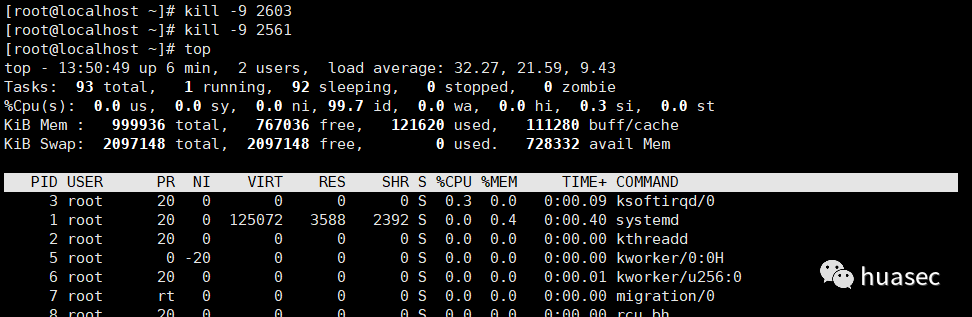 [root@localhost ~]# kill -9 2603
[root@localhost ~]# kill -9 2561
[root@localhost ~]# top
top - 13:50:49 up 6 min,  2 users,  load average: 32.27, 21.59, 9.43
Tasks:  93 total,   1 running,  92 sleeping,   0 stopped,   0 zombie
%Cpu(s):  0.0 us,  0.0 sy,  0.0 ni, 99.7 id,  0.0 wa,  0.0 hi,  0.3 si,  0.0 st
KiB Mem :   999936 total,   767036 free,   121620 used,   111280 buff/cache
KiB Swap:  2097148 total,  2097148 free,        0 used.   728332 avail Mem
PID USER      PR  NI    VIRT    RES    SHR S %CPU %MEM     TIME+ COMMAND
3 root      20   0       0      0      0 S  0.3  0.0   0:00.09 ksoftirqd/0
1 root      20   0  125072   3588   2392 S  0.0  0.4   0:00.40 systemd
2 root      20   0       0      0      0 S  0.0  0.0   0:00.00 kthreadd
5 root       0 -20       0      0      0 S  0.0  0.0   0:00.00 kworker/0:0H
6 root      20   0       0      0      0 S  0.0  0.0   0:00.01 kworker/u256:0
7 root      rt   0       0      0      0 S  0.0  0.0   0:00.00 migration/0
8 root      20   0       0      0      0 S  0.0  0.0   0:00.00 rcu_bh
huasec